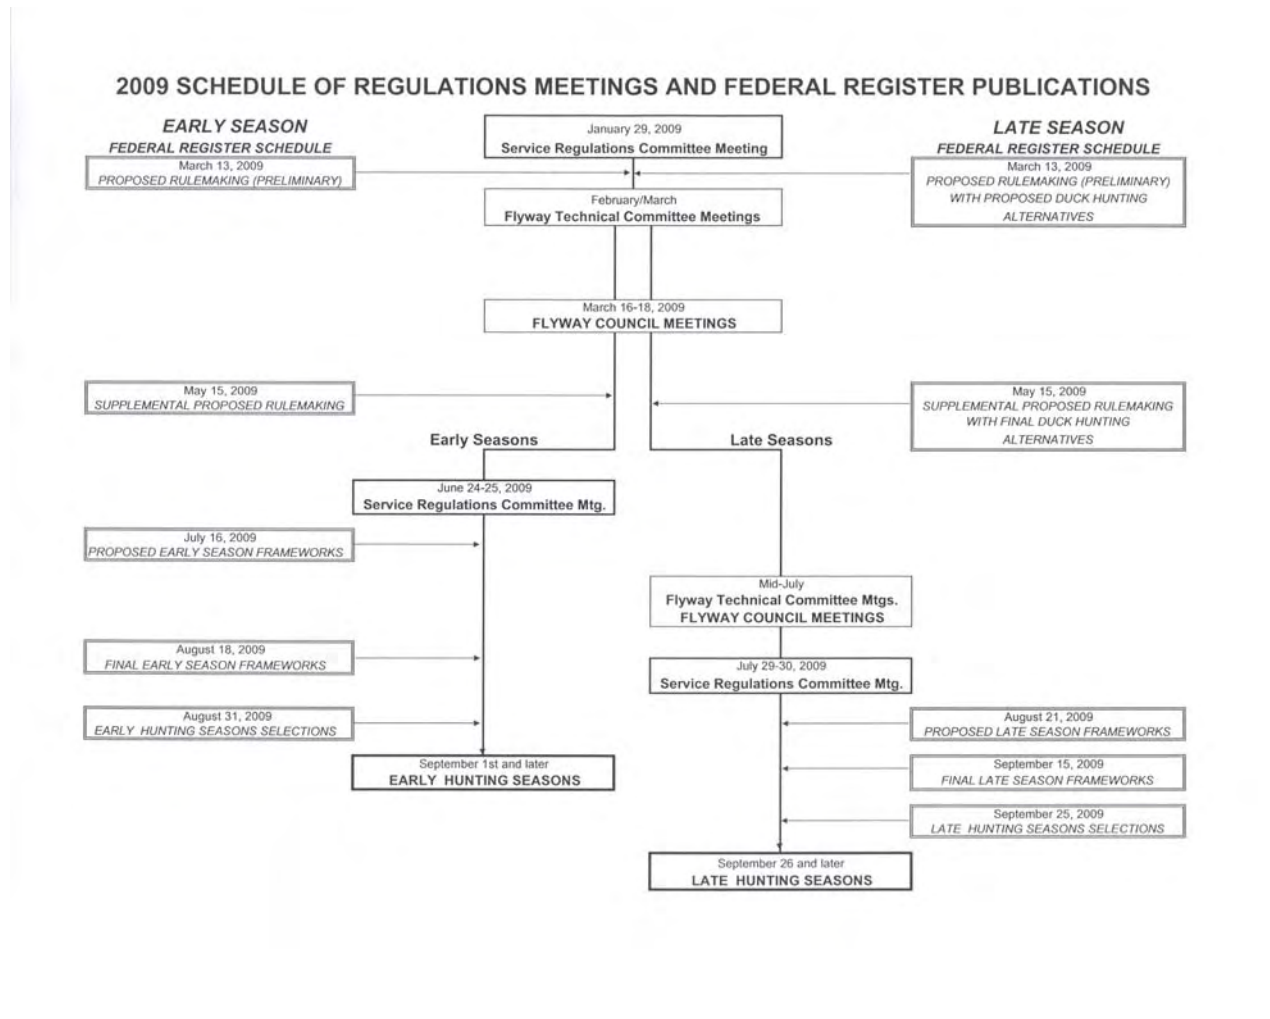 2009 SCHEDULE OF REGULATIONS MEETINGS AND FEDERAL REGISTER PUBLICATIONS
EARLY SEASON
FEDERAL REGISTER SCHEDULE
January 29, 2009
Service Regulations Committee Meeting
LATE SEASON
FEDERAL REGISTER SCHEDULE
March 13, 2009
PROPOSED RULEMAKING (PRELIMINARY)
March 13, 2009
PROPOSED RULEMAKING (PRELIMINARY)
WITH PROPOSED DUCK HUNTING
ALTERNATIVES
February/March
Flyway Technical Committee Meetings
March 16-18, 2009
FLYWAY COUNCIL MEETINGS
May 15, 2009
SUPPLEMENTAL PROPOSED RULEMAKING
May 15, 2009
SUPPLEMENTAL PROPOSED RULEMAKING
WITH FINAL DUCK HUNTING
ALTERNATIVES
Early Seasons
Late Seasons
June 24-25, 2009
Service Regulations Committee Mtg.
July 16, 2009
PROPOSED EARLY SEASON FRAMEWORKS
Mid-July
Flyway Technical Committee Mtgs.
FLYWAY COUNCIL MEETINGS
August 18, 2009
FINAL EARLY SEASON FRAMEWORKS
July 29-30, 2009
Service Regulations Committee Mtg.
August 31, 2009
EARLY HUNTING SEASONS SELECTIONS
August 21, 2009
PROPOSED LATE SEASON FRAMEWORKS
September 1st and later
EARLY HUNTING SEASONS
September 15, 2009
FINAL LATE SEASON FRAMEWORKS
September 25, 2009
LATE HUNTING SEASONS SELECTIONS
September 26 and later
LATE HUNTING SEASONS